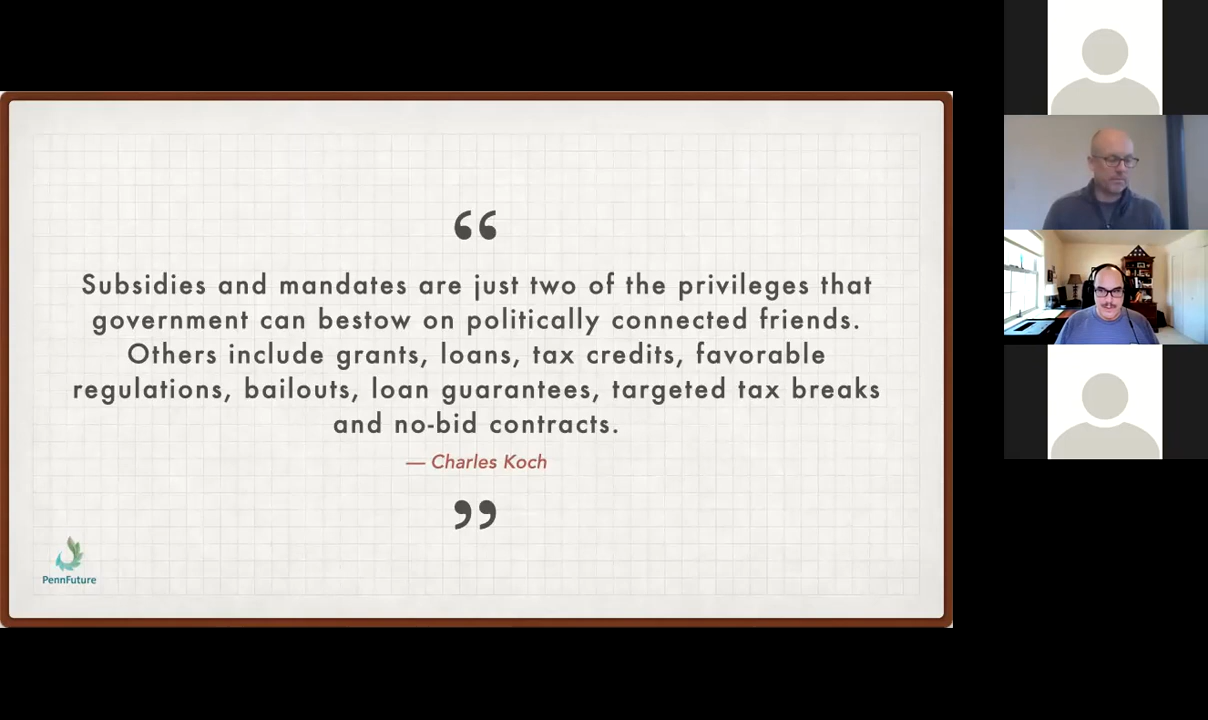 “
Subsidies and mandates are just two of the privileges that
government can bestow on politically connected friends.
Others include grants, loans, tax credits, favorable
regulations, bailouts, loan guarantees, targeted tax breaks
and no-bid contracts.
— Charles Koch
”
PennFuture